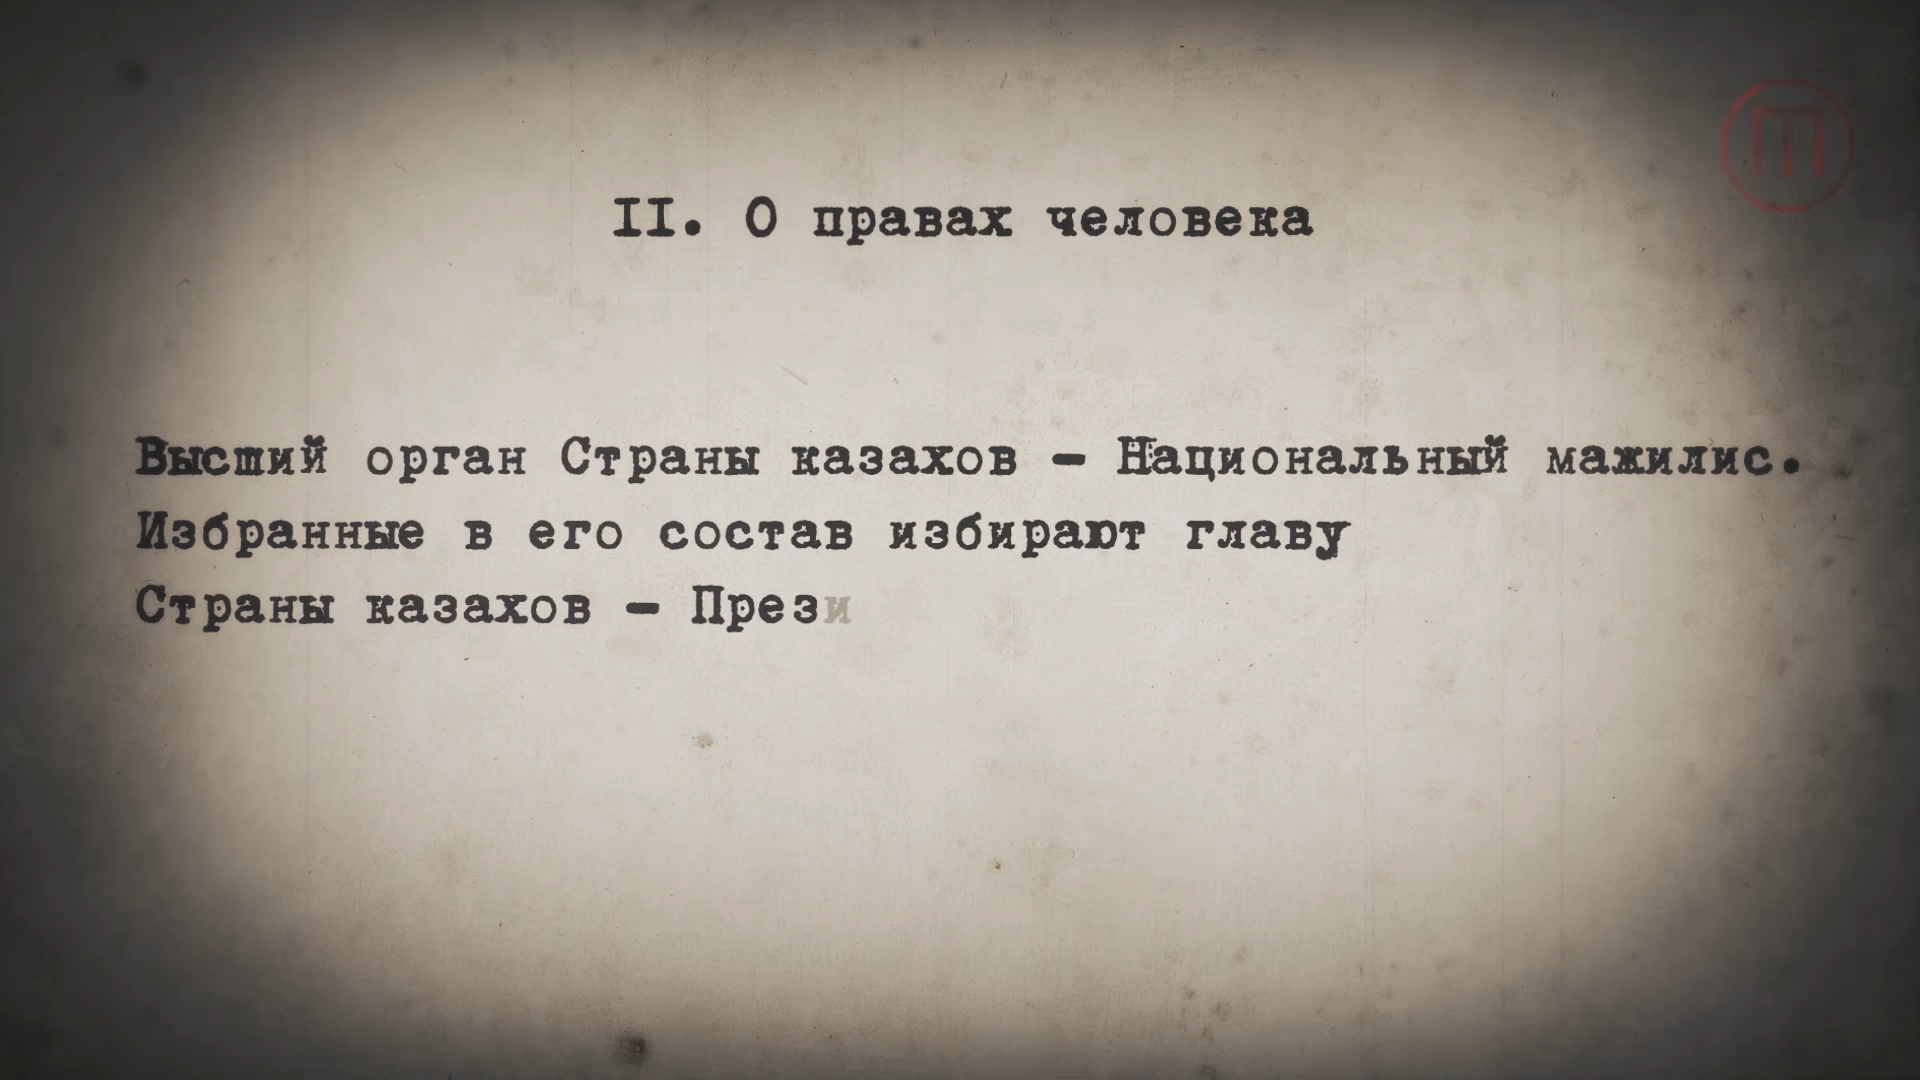 II. О правах человека
Высший орган Страны казахов – Национальный мажилис.
Избранные в его состав избирают главу
Страны казахов – Прези